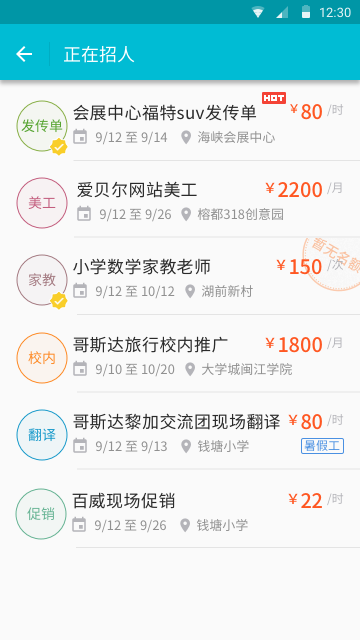 12:30
正在招人
发传单 会展中心福特suv发传单 HOT ¥80 /时
9/12 至 9/14 海峡会展中心
美工 爱贝尔网站美工 ¥2200 /月
9/12 至 9/26 榕都318创意园
家教 小学数学家教老师 ¥150 /次 暂无名额
9/12 至 10/12 湖前新村
校内 哥斯达旅行校内推广 ¥1800 /月
9/10 至 10/20 大学城闽江学院
翻译 哥斯达黎加交流团现场翻译 ¥80 /时
9/12 至 9/13 钱塘小学 暑假工
促销 百威现场促销 ¥22 /时
9/12 至 9/26 钱塘小学